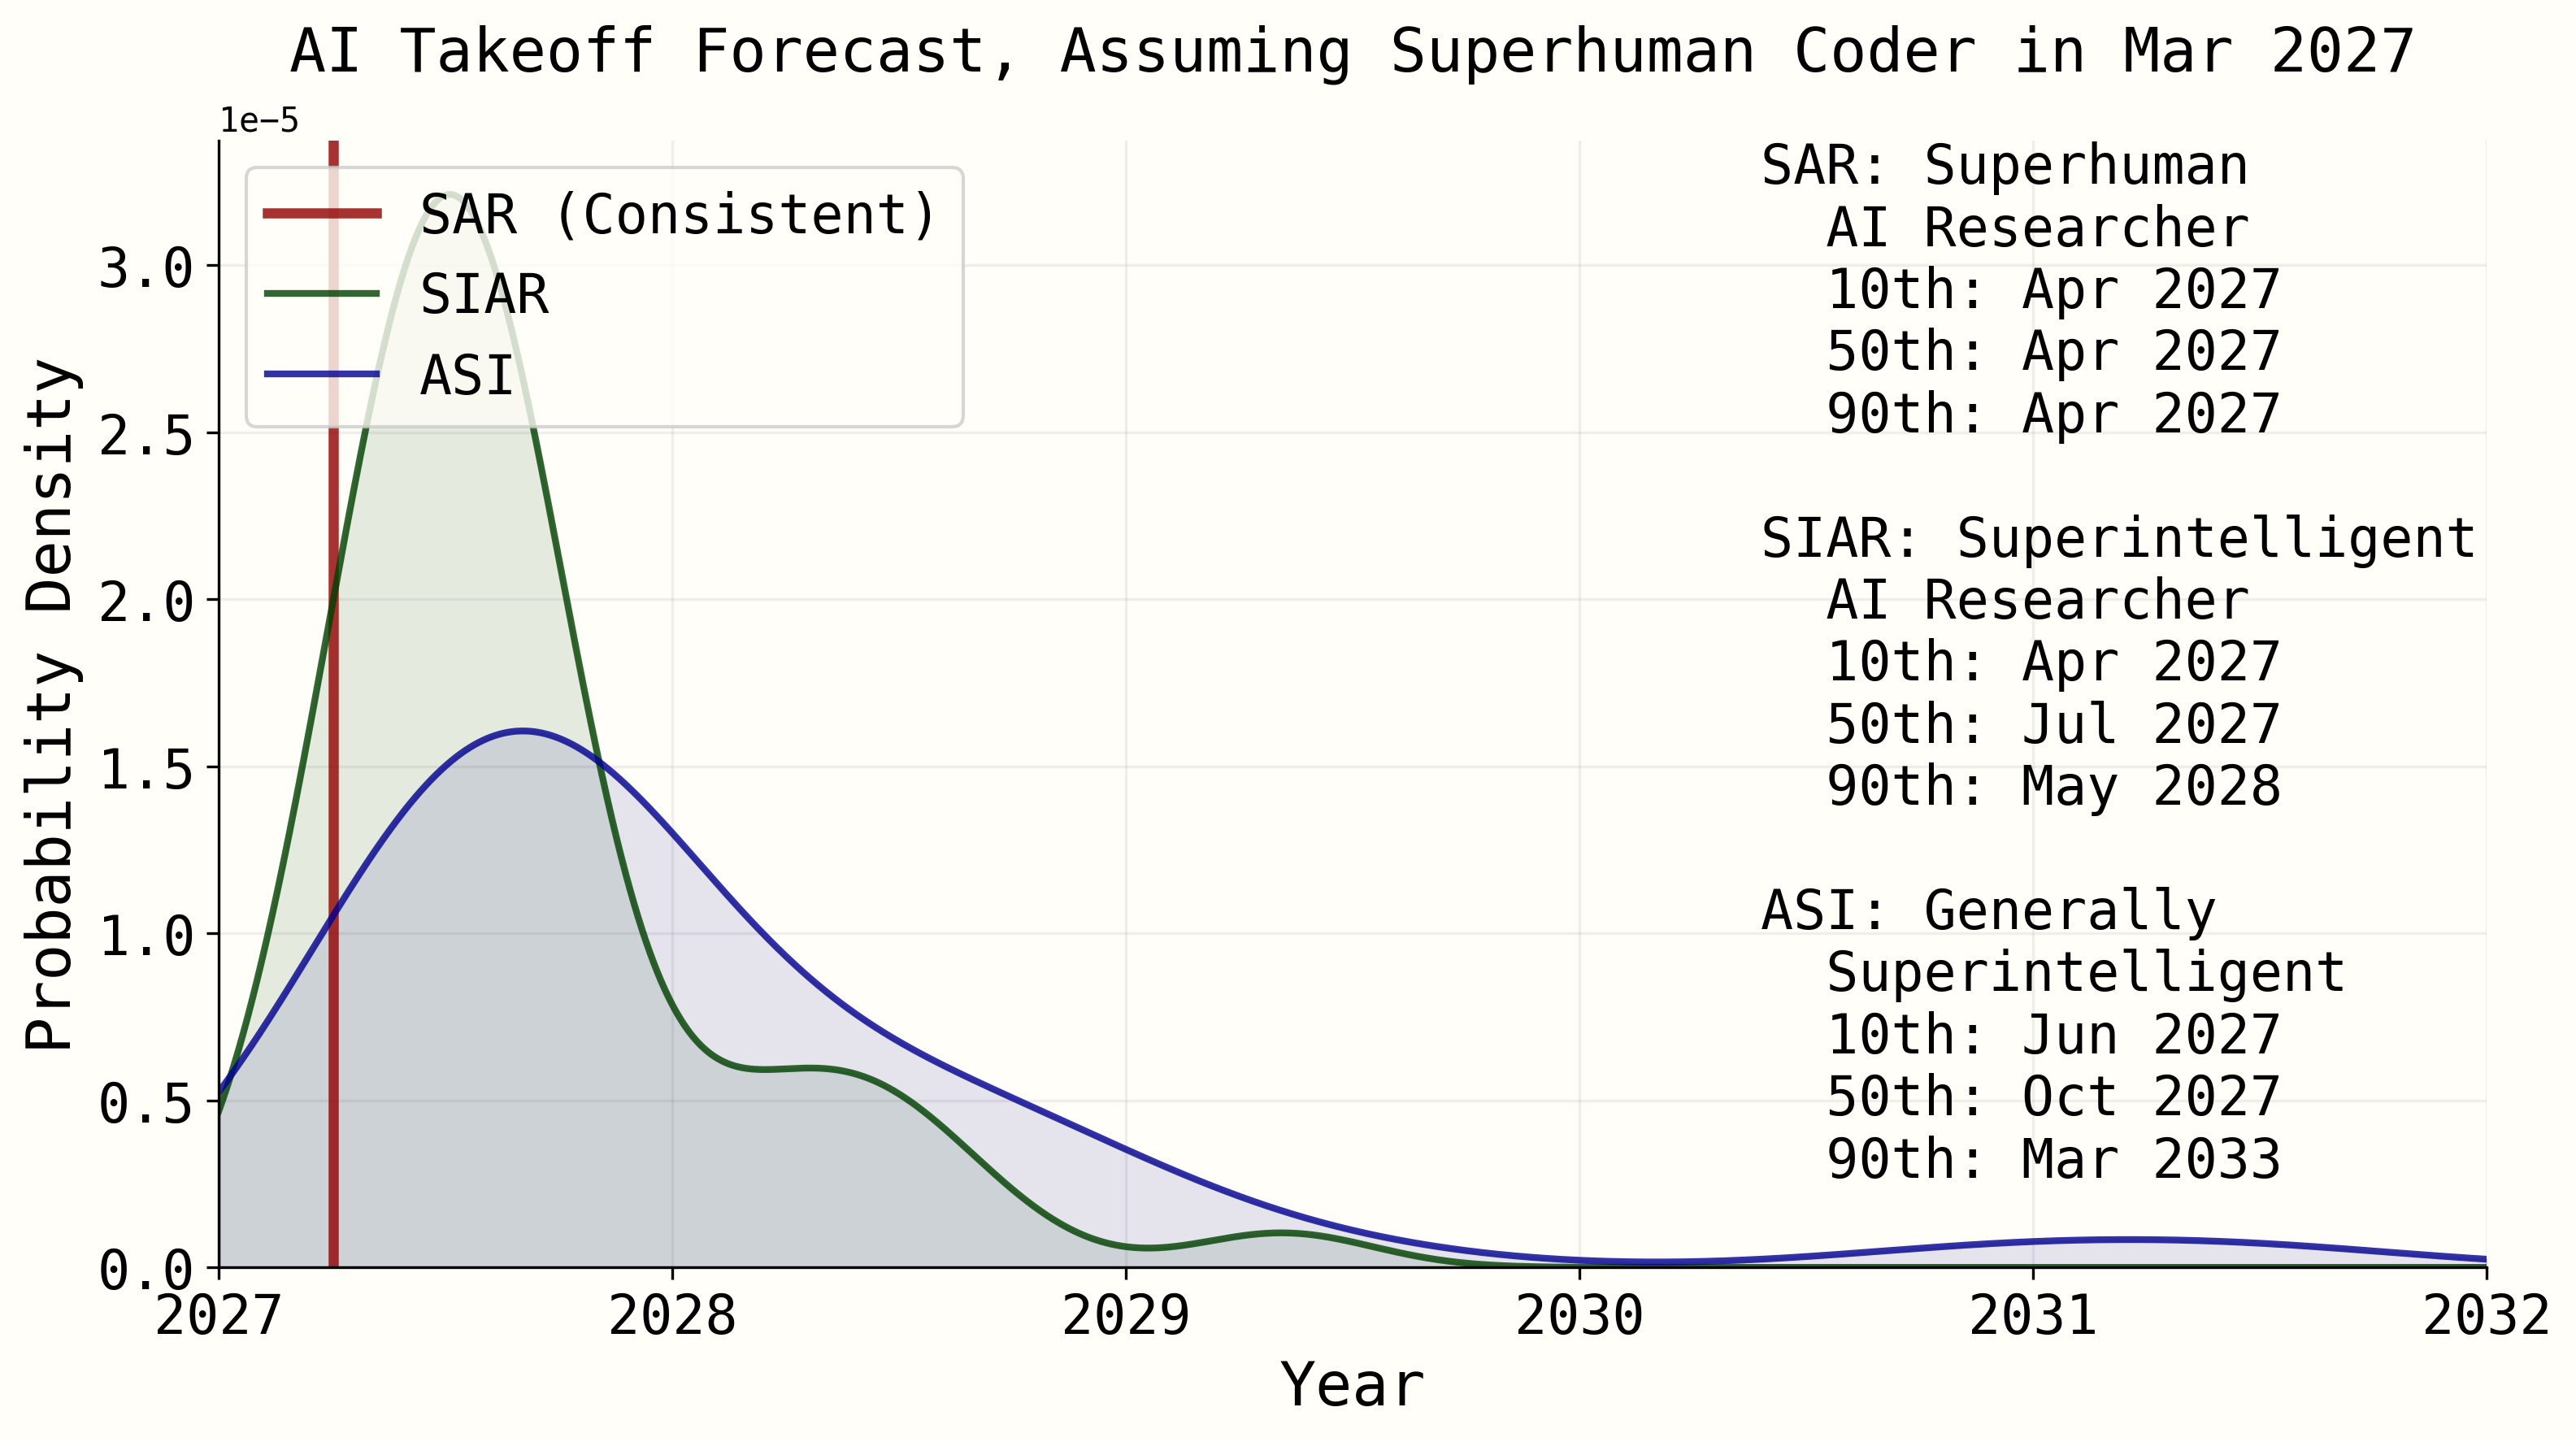 AI Takeoff Forecast, Assuming Superhuman Coder in Mar 2027
1e−5
SAR (Consistent)
SIAR
ASI
Probability Density
3.0
2.5
2.0
1.5
1.0
0.5
0.0
2027 2028 2029 2030 2031 2032
Year
SAR: Superhuman
AI Researcher
10th: Apr 2027
50th: Apr 2027
90th: Apr 2027
SIAR: Superintelligent
AI Researcher
10th: Apr 2027
50th: Jul 2027
90th: May 2028
ASI: Generally
Superintelligent
10th: Jun 2027
50th: Oct 2027
90th: Mar 2033